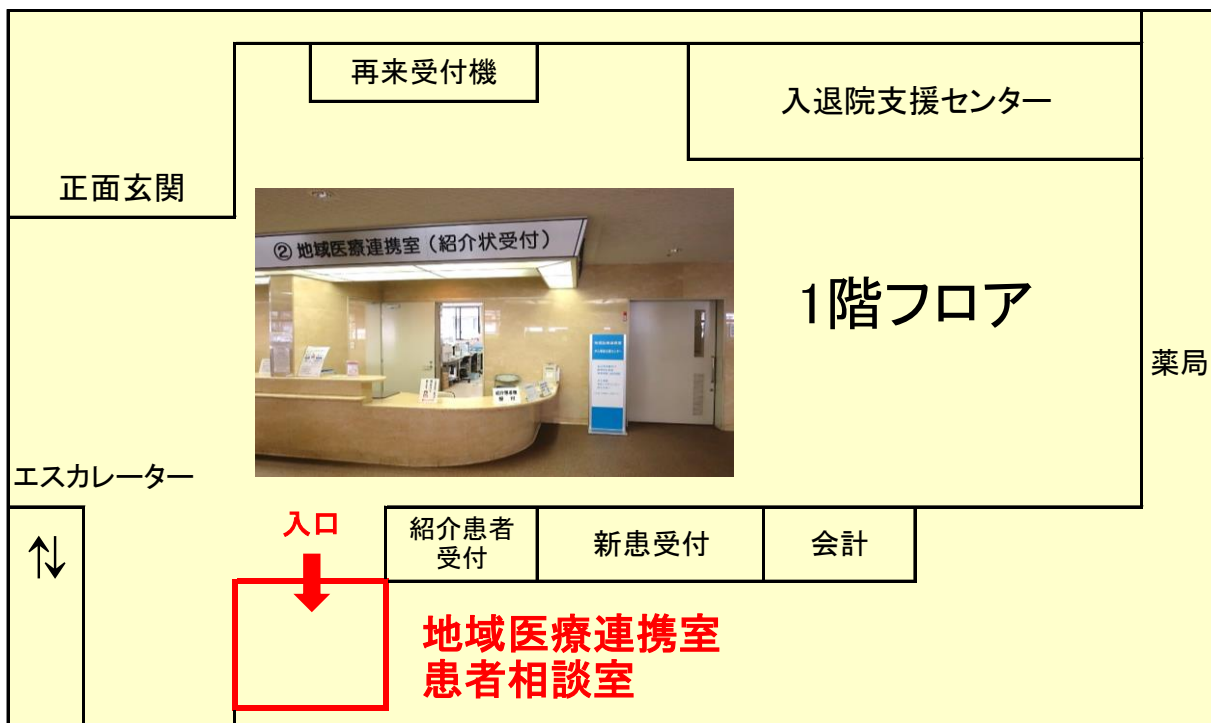 再来受付機
入退院支援センター
正面玄関
②地域医療連携室（紹介状受付）
1階フロア
薬局
エスカレーター
入口
紹介患者
受付
新患受付
会計
地域医療連携室
患者相談室